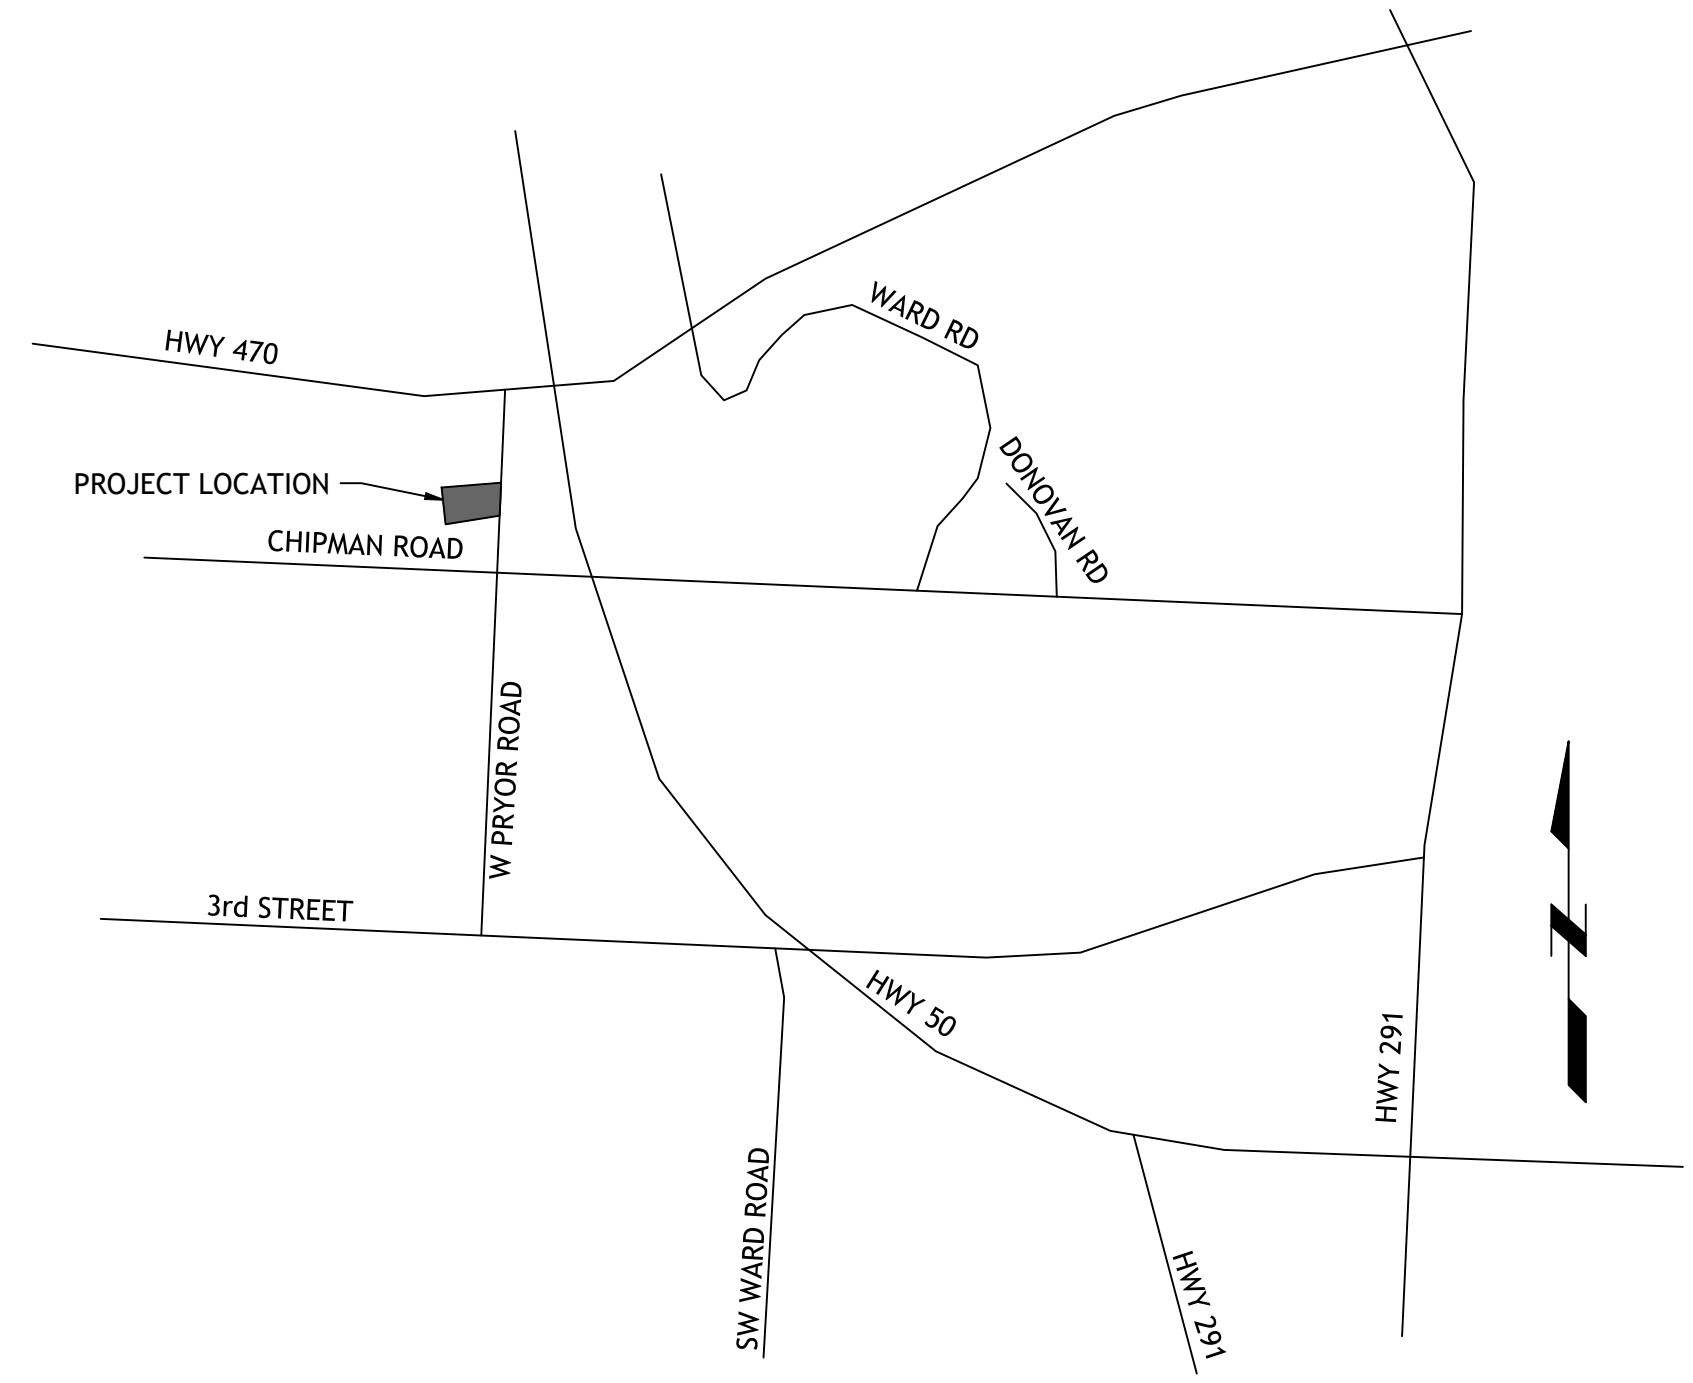 WARD RD
HWY 470
DONOVAN RD
PROJECT LOCATION
CHIPMAN ROAD
W PRYOR ROAD
3rd STREET
HWY 50
HWY 291
SW WARD ROAD
HWY 291
N